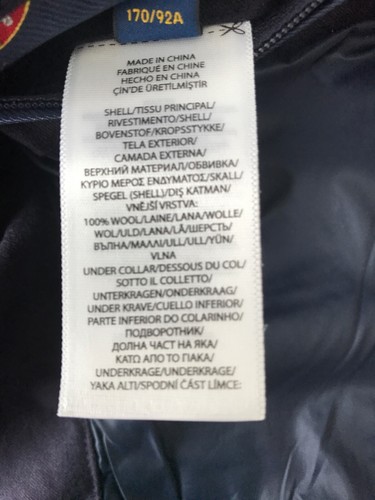 170/92A
MADE IN CHINA
FABRIQUÉ EN CHINE
HECHO EN CHINA
ÇİN'DE ÜRETİLMİŞTİR
SHELL/TISSU PRINCIPAL/
RIVESTIMENTO/SHELL/
BOVENSTOF/KROPSSTYKKE/
TELA EXTERIOR/
CAMADA EXTERNA/
ВЕРХНИЙ МАТЕРИАЛ/ОБВИВКА/
ΚΥΡΙΟ ΜΕΡΟΣ ΕΝΔΥΜΑΤΟΣ/SKALL/
SPEGEL (SHELL)/DIŞ KATMAN/
VNĚJŠÍ VRSTVA:
100% WOOL/LAINE/LANA/WOLLE/
WOL/ULD/LANA/LÃ/ШЕРСТЬ/
ВЪЛНА/ΜΑΛΛΙ/ULL/ULL/YÜN/
VLNA
UNDER COLLAR/DESSOUS DU COL/
SOTTO IL COLLETTO/
UNTERKRAGEN/ONDERKRAAG/
UNDER KRAVE/CUELLO INFERIOR/
PARTE INFERIOR DO COLARINHO/
ПОДВОРОТНИК/
ДОЛНА ЧАСТ НА ЯКА/
ΚΑΤΩ ΑΠΟ ΤΟ ΓΙΑΚΑ/
UNDERKRAGE/UNDERKRAGE/
YAKA ALTI/SPODNÍ ČÁST LÍMCE: